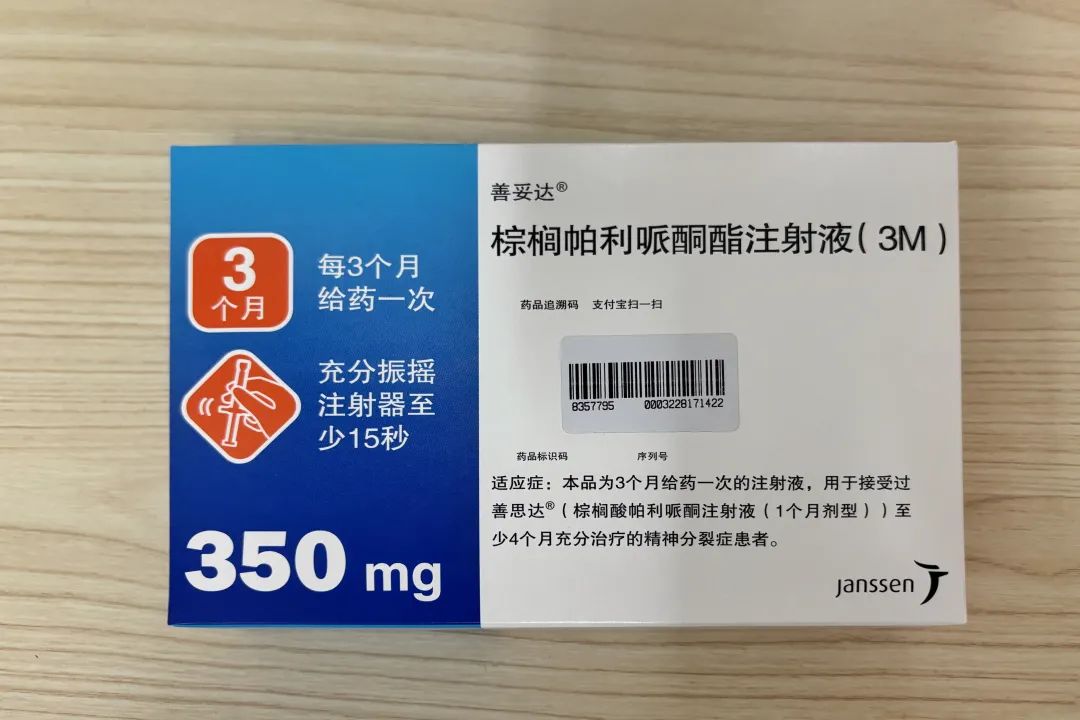 3
个月
每3个月
给药一次
充分振摇
注射器至
少15秒
350 mg
善妥达®
棕榈帕利哌酮酯注射液（3M）
药品追溯码 支付宝扫一扫
8357795 0003228171422
药品标识码 序列号
适应症：本品为3个月给药一次的注射液，用于接受过
善思达®（棕榈酸帕利哌酮注射液（1个月剂型））至
少4个月充分治疗的精神分裂症患者。
janssen